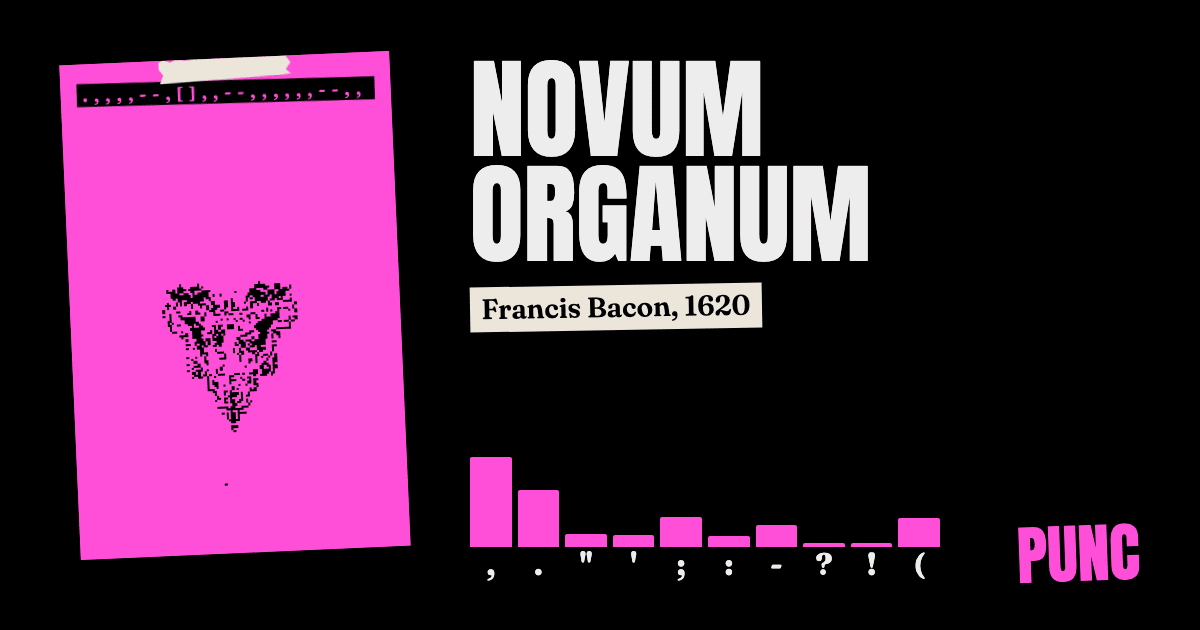 .,,,,--,[],,--,,,,,,--,,
NOVUM
ORGANUM
Francis Bacon, 1620
, . " ' ; : - ? ! (
PUNC